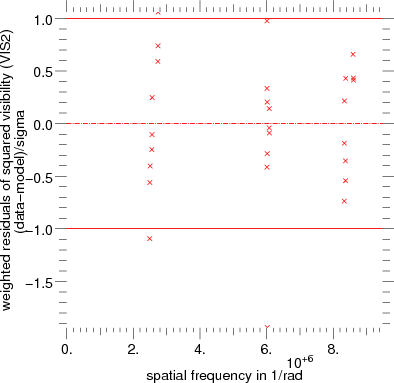 weighted residuals of squared visibility (VIS2)
(data−model)/sigma
1.0
0.5
0.0
−0.5
−1.0
−1.5
0. 2. 4. 6. 8.
10+6
spatial frequency in 1/rad